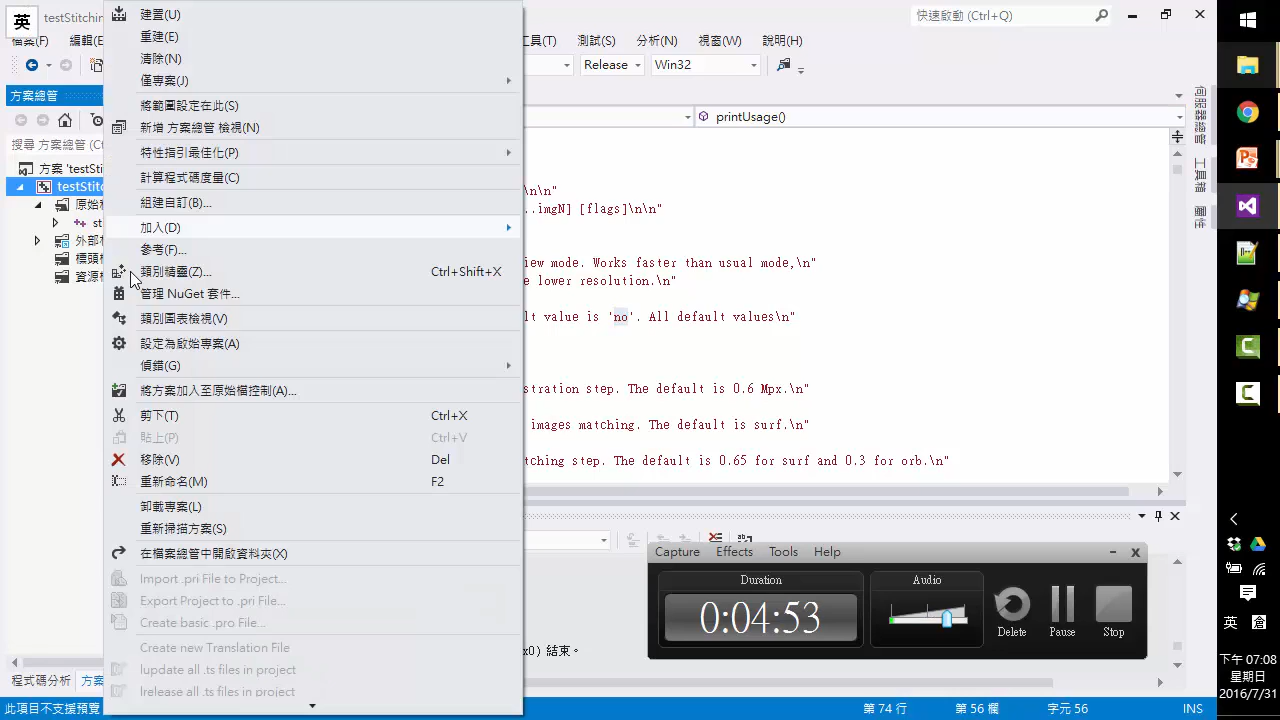 英
testStitchin
快速啟動 (Ctrl+Q)
檔案(F)
編輯(E
工具(T)
測試(S)
分析(N)
視窗(W)
說明(H)
Release
Win32
方案總管
搜尋 方案總管 (Ct
方案 'testSt
testStitc
原始
st
外部
標頭
資源
程式碼分析
方案
此項目不支援預覽
建置(U)
重建(E)
清除(N)
僅專案(J)
將範圍設定在此(S)
新增 方案總管 檢視(N)
特性指引最佳化(P)
計算程式碼度量(C)
組建自訂(B)...
加入(D)
參考(F)...
類別精靈(Z)...
Ctrl+Shift+X
管理 NuGet 套件...
類別圖表檢視(V)
設定為啟始專案(A)
偵錯(G)
將方案加入至原始檔控制(A)...
剪下(T)
Ctrl+X
貼上(P)
Ctrl+V
移除(V)
Del
重新命名(M)
F2
卸載專案(L)
重新掃描方案(S)
在檔案總管中開啟資料夾(X)
Import .pri File to Project...
Export Project to .pri File...
Create basic .pro File...
Create new Translation File
lupdate all .ts files in project
lrelease all .ts files in project
printUsage()
\n\n"
..imgN] [flags]\n\n"
iew mode. Works faster than usual mode,\n"
e lower resolution.\n"
lt value is 'no'. All default values\n"
stration step. The default is 0.6 Mpx.\n"
images matching. The default is surf.\n"
tching step. The default is 0.65 for surf and 0.3 for orb.\n"
x0) 結束。
Capture
Effects
Tools
Help
Duration
0:04:53
Audio
Delete
Pause
Stop
第 74 行
第 56 欄
字元 56
INS
伺服器總管
工具箱
屬性
英
下午 07:08
星期日
2016/7/31